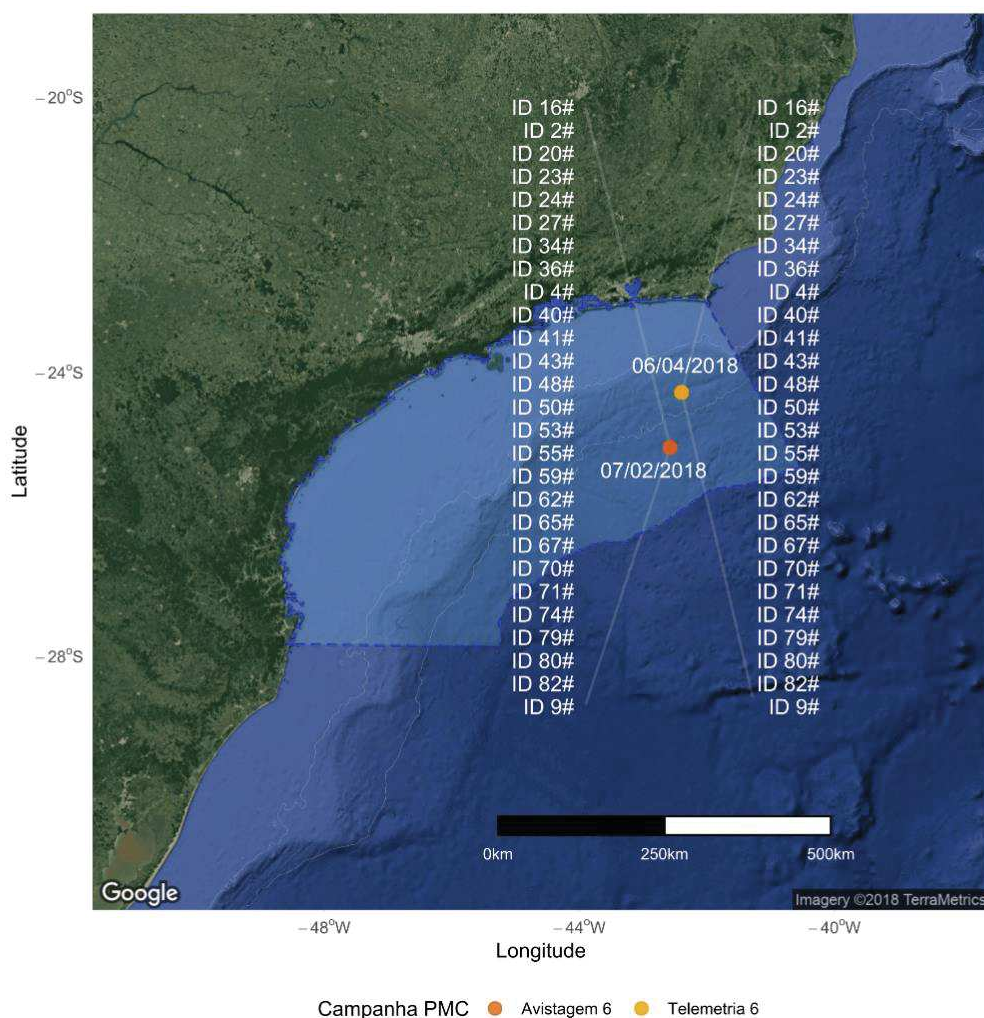 −20°S
−24°S
−28°S
Latitude
ID 16#
ID 2#
ID 20#
ID 23#
ID 24#
ID 27#
ID 34#
ID 36#
ID 4#
ID 40#
ID 41#
ID 43#
ID 48#
ID 50#
ID 53#
ID 55#
ID 59#
ID 62#
ID 65#
ID 67#
ID 70#
ID 71#
ID 74#
ID 79#
ID 80#
ID 82#
ID 9#
06/04/2018
07/02/2018
ID 16#
ID 2#
ID 20#
ID 23#
ID 24#
ID 27#
ID 34#
ID 36#
ID 4#
ID 40#
ID 41#
ID 43#
ID 48#
ID 50#
ID 53#
ID 55#
ID 59#
ID 62#
ID 65#
ID 67#
ID 70#
ID 71#
ID 74#
ID 79#
ID 80#
ID 82#
ID 9#
0km 250km 500km
Google
Imagery ©2018 TerraMetrics
−48°W −44°W −40°W
Longitude
Campanha PMC Avistagem 6 Telemetria 6